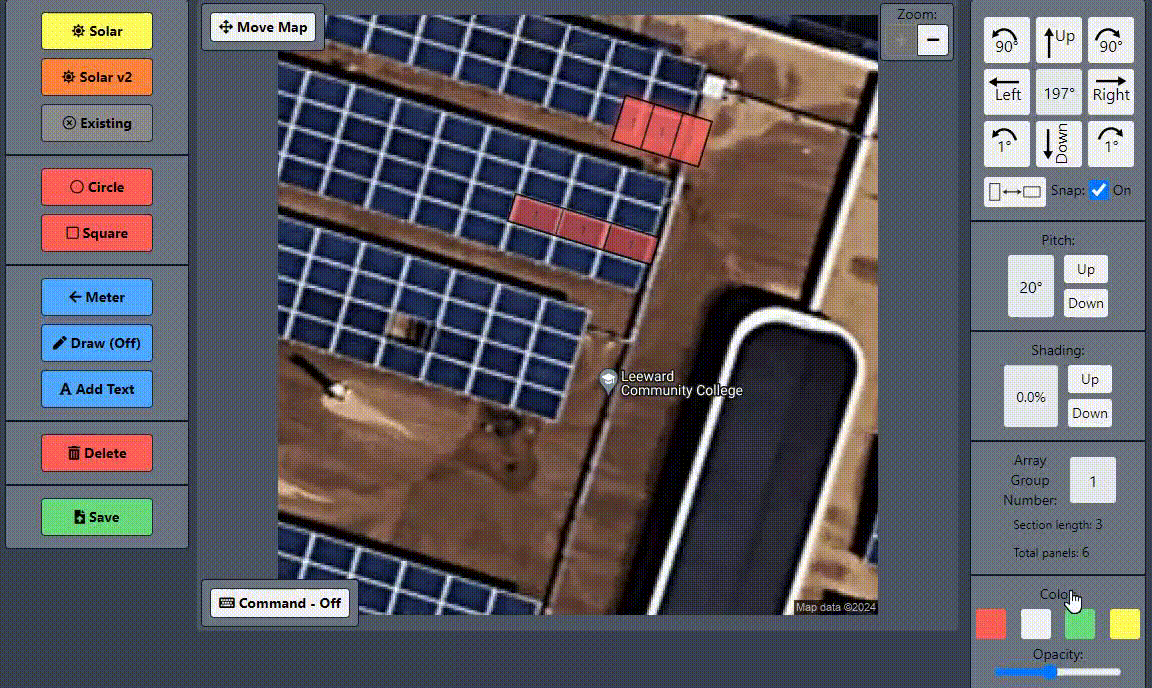 Solar
Solar v2
Existing
Circle
Square
Meter
Draw (Off)
Add Text
Delete
Save
Move Map
Zoom:
+
−
Leeward
Community College
Command - Off
Map data ©2024
90°
Up
90°
Left
197°
Right
1°
Down
1°
Snap:
On
Pitch:
20°
Up
Down
Shading:
0.0%
Up
Down
Array
Group
Number:
1
Section length: 3
Total panels: 6
Opacity: